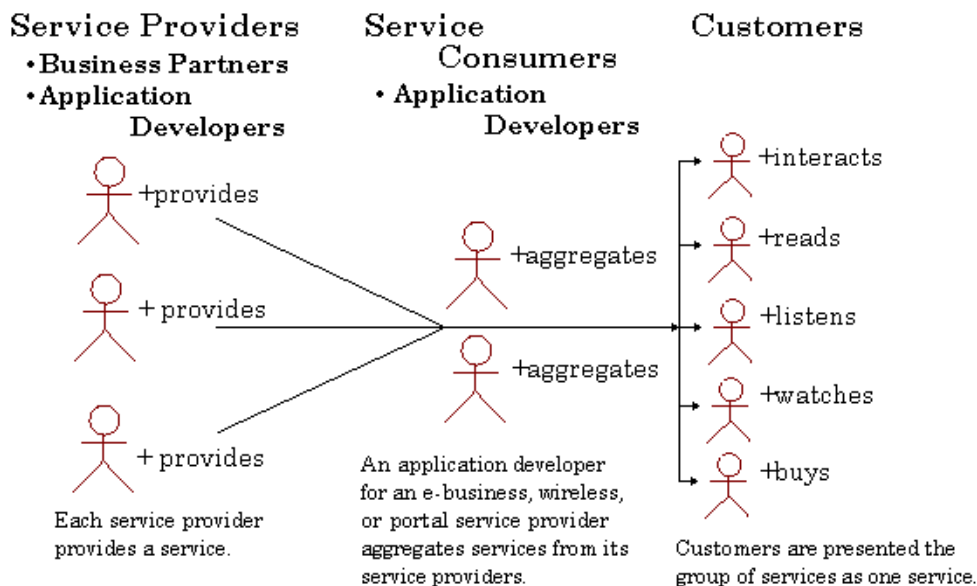 Service Providers
•Business Partners
•Application
Developers
+provides
+ provides
+ provides
Each service provider
provides a service.
Service
Consumers
• Application
Developers
+aggregates
+aggregates
An application developer
for an e-business, wireless,
or portal service provider
aggregates services from its
service providers.
Customers
+interacts
+reads
+listens
+watches
+buys
Customers are presented the
group of services as one service.